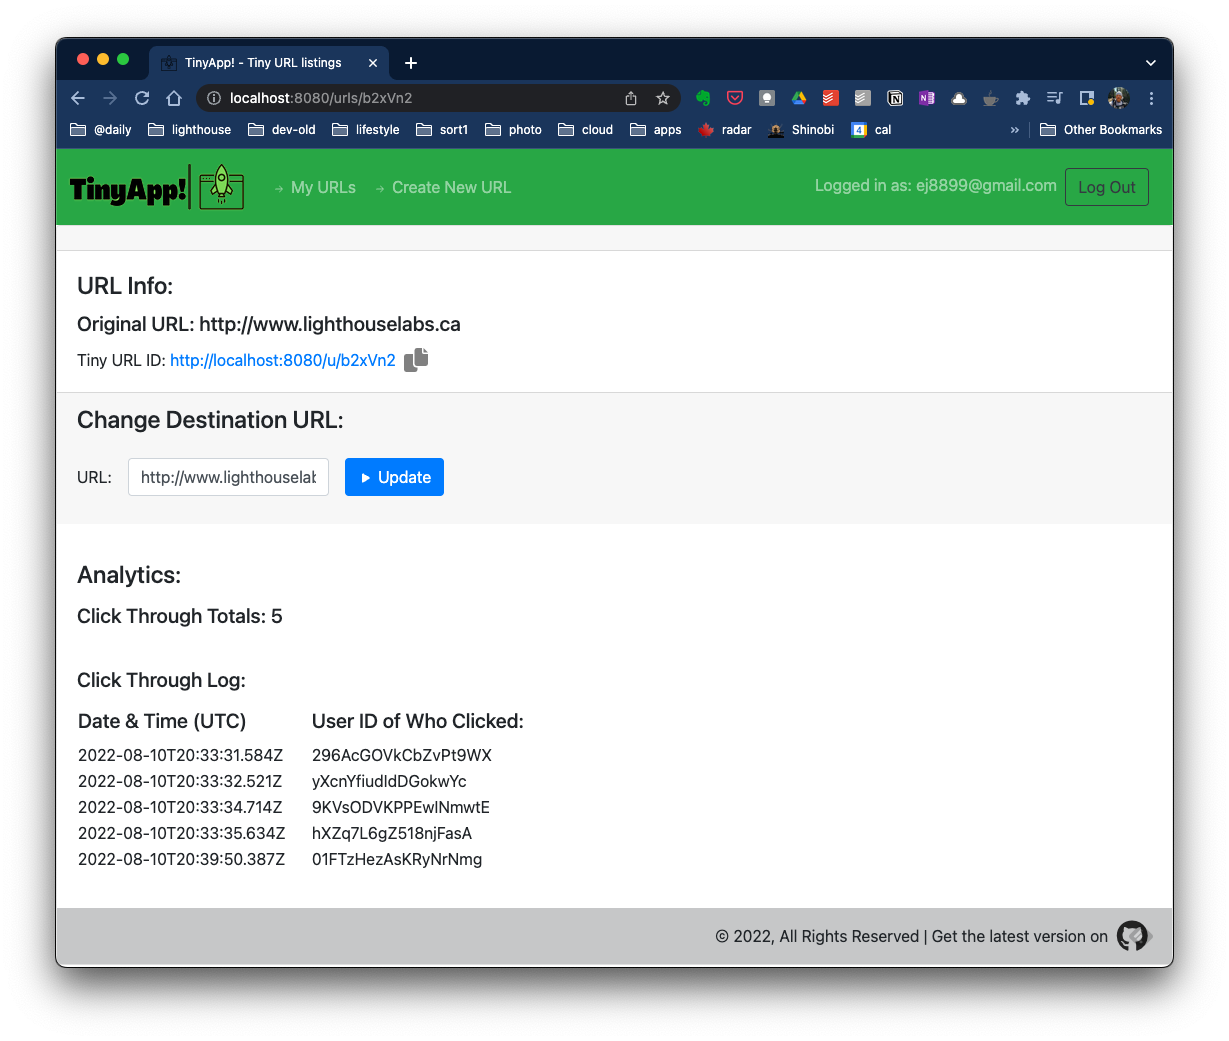 TinyApp! - Tiny URL listings
localhost:8080/urls/b2xVn2
@daily lighthouse dev-old lifestyle sort1 photo cloud apps radar Shinobi 4 cal » Other Bookmarks
TinyApp! → My URLs → Create New URL Logged in as: ej8899@gmail.com Log Out
URL Info:
Original URL: http://www.lighthouselabs.ca
Tiny URL ID: http://localhost:8080/u/b2xVn2
Change Destination URL:
URL: http://www.lighthouselab Update
Analytics:
Click Through Totals: 5
Click Through Log:
Date & Time (UTC) User ID of Who Clicked:
2022-08-10T20:33:31.584Z 296AcGOVkCbZvPt9WX
2022-08-10T20:33:32.521Z yXcnYfiudldDGokwYc
2022-08-10T20:33:34.714Z 9KVsODVKPPEwlNmwtE
2022-08-10T20:33:35.634Z hXZq7L6gZ518njFasA
2022-08-10T20:39:50.387Z 01FTzHezAsKRyNrNmg
© 2022, All Rights Reserved | Get the latest version on